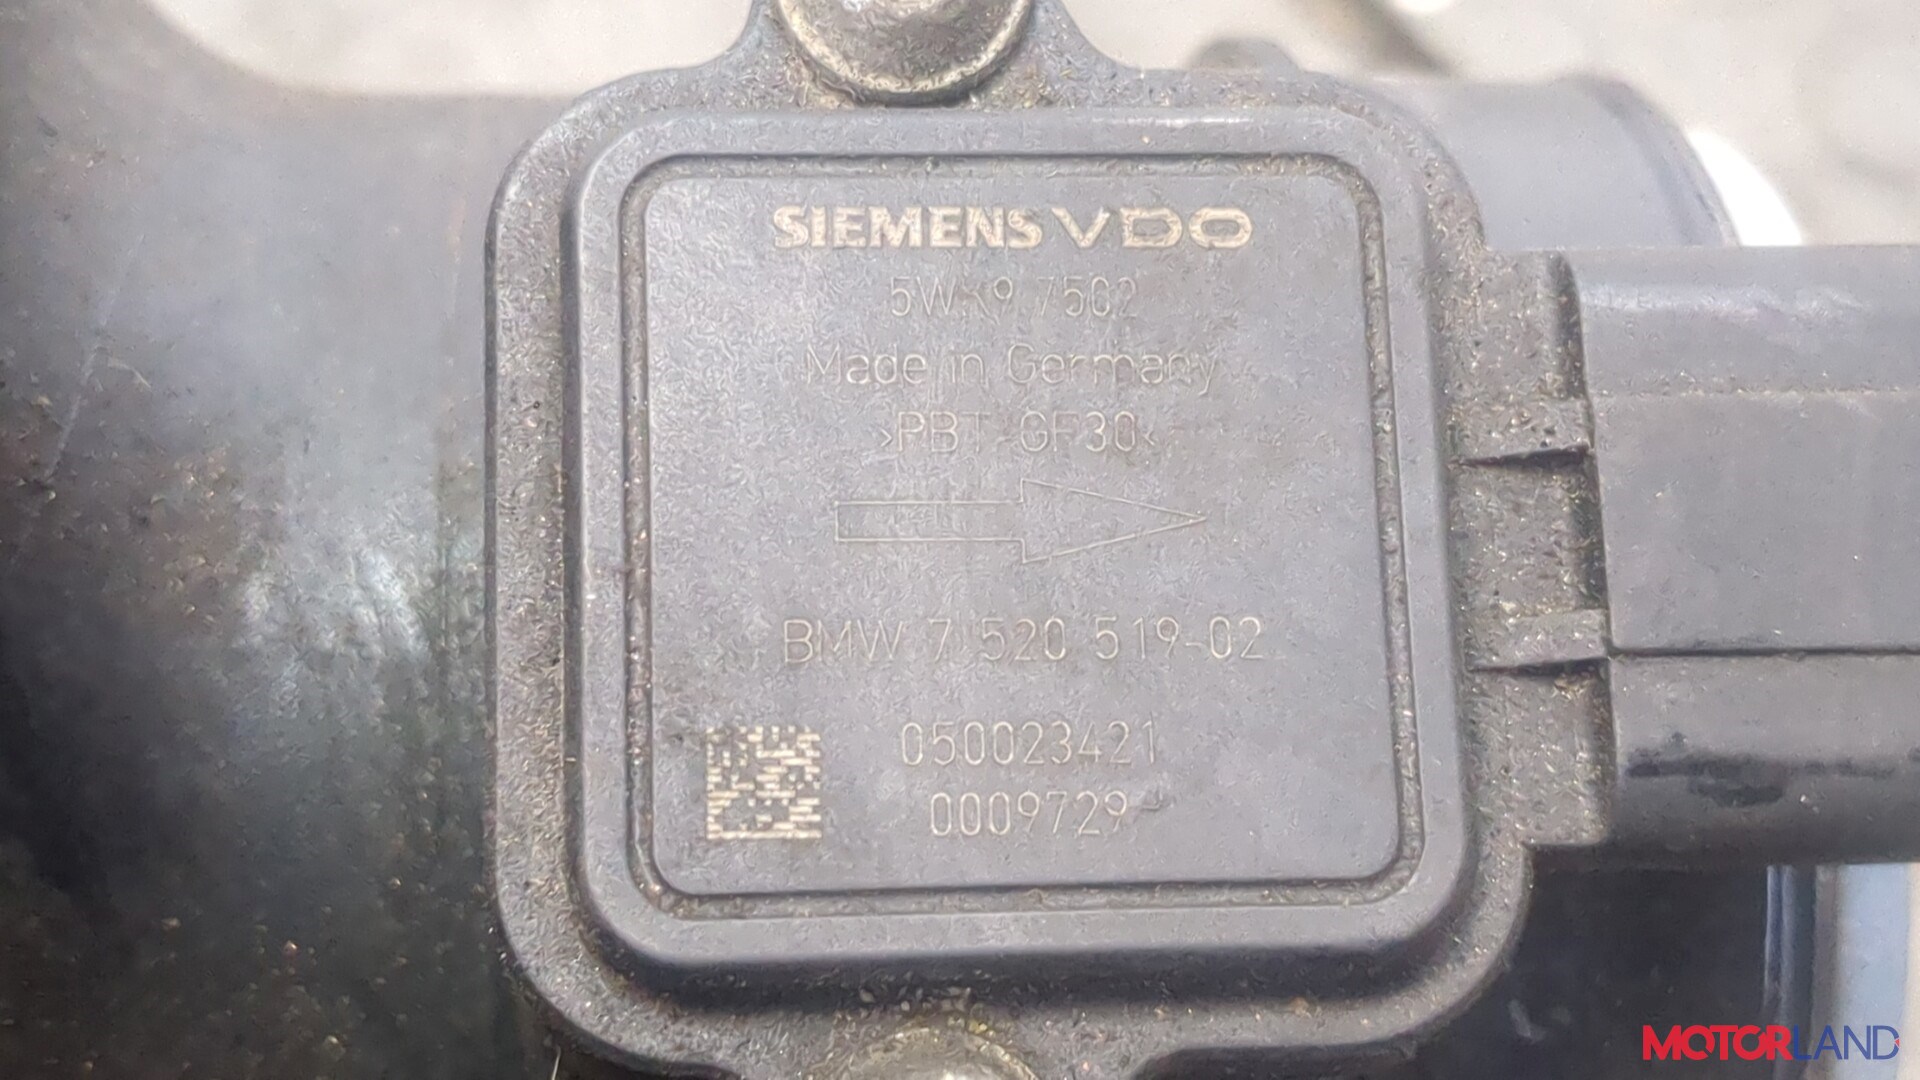 SIEMENS VDO
5WK9 7502
Made in Germany
>PBT-GF30<
BMW 7 520 519-02
050023421
0009729-
MOTORLAND